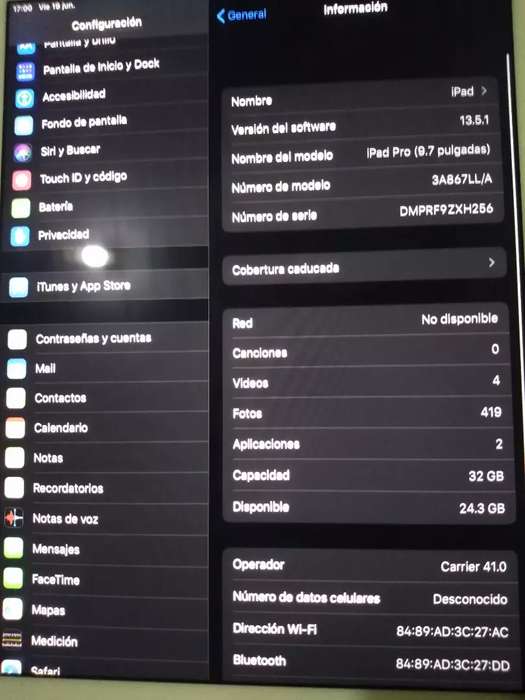 17:00 Vie 19 jun.
Configuración
Pantalla y brillo
Pantalla de Inicio y Dock
Accesibilidad
Fondo de pantalla
Siri y Buscar
Touch ID y código
Batería
Privacidad
iTunes y App Store
Contraseñas y cuentas
Mail
Contactos
Calendario
Notas
Recordatorios
Notas de voz
Mensajes
FaceTime
Mapas
Medición
Safari
General
Información
Nombre iPad
Versión del software 13.5.1
Nombre del modelo iPad Pro (9.7 pulgadas)
Número de modelo 3A867LL/A
Número de serie DMPRF9ZXH256
Cobertura caducada
Red No disponible
Canciones 0
Videos 4
Fotos 419
Aplicaciones 2
Capacidad 32 GB
Disponible 24.3 GB
Operador Carrier 41.0
Número de datos celulares Desconocido
Dirección Wi-Fi 84:89:AD:3C:27:AC
Bluetooth 84:89:AD:3C:27:DD